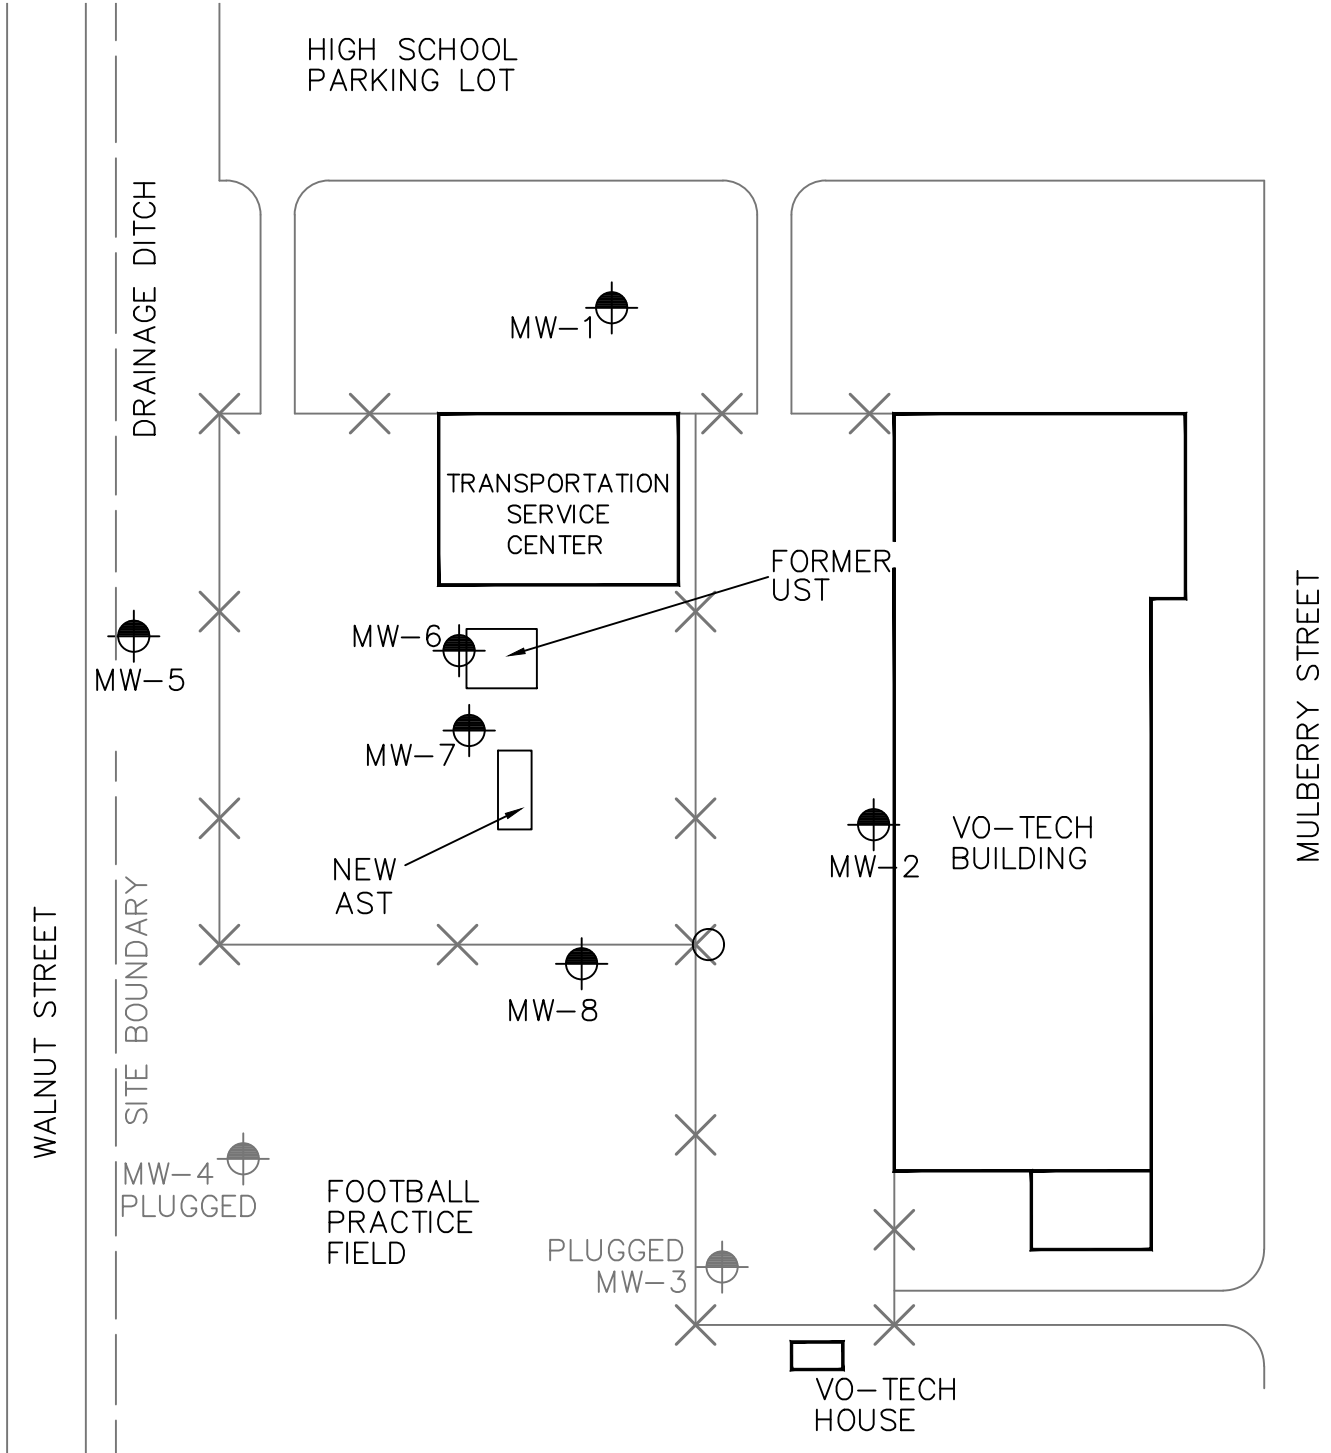 HIGH SCHOOL
PARKING LOT
DRAINAGE DITCH
MW-1
TRANSPORTATION
SERVICE
CENTER
FORMER
UST
MW-6
MW-5
MW-7
MULBERRY STREET
VO-TECH
BUILDING
MW-2
NEW
AST
SITE BOUNDARY
WALNUT STREET
MW-8
MW-4
PLUGGED
FOOTBALL
PRACTICE
FIELD
PLUGGED
MW-3
VO-TECH
HOUSE